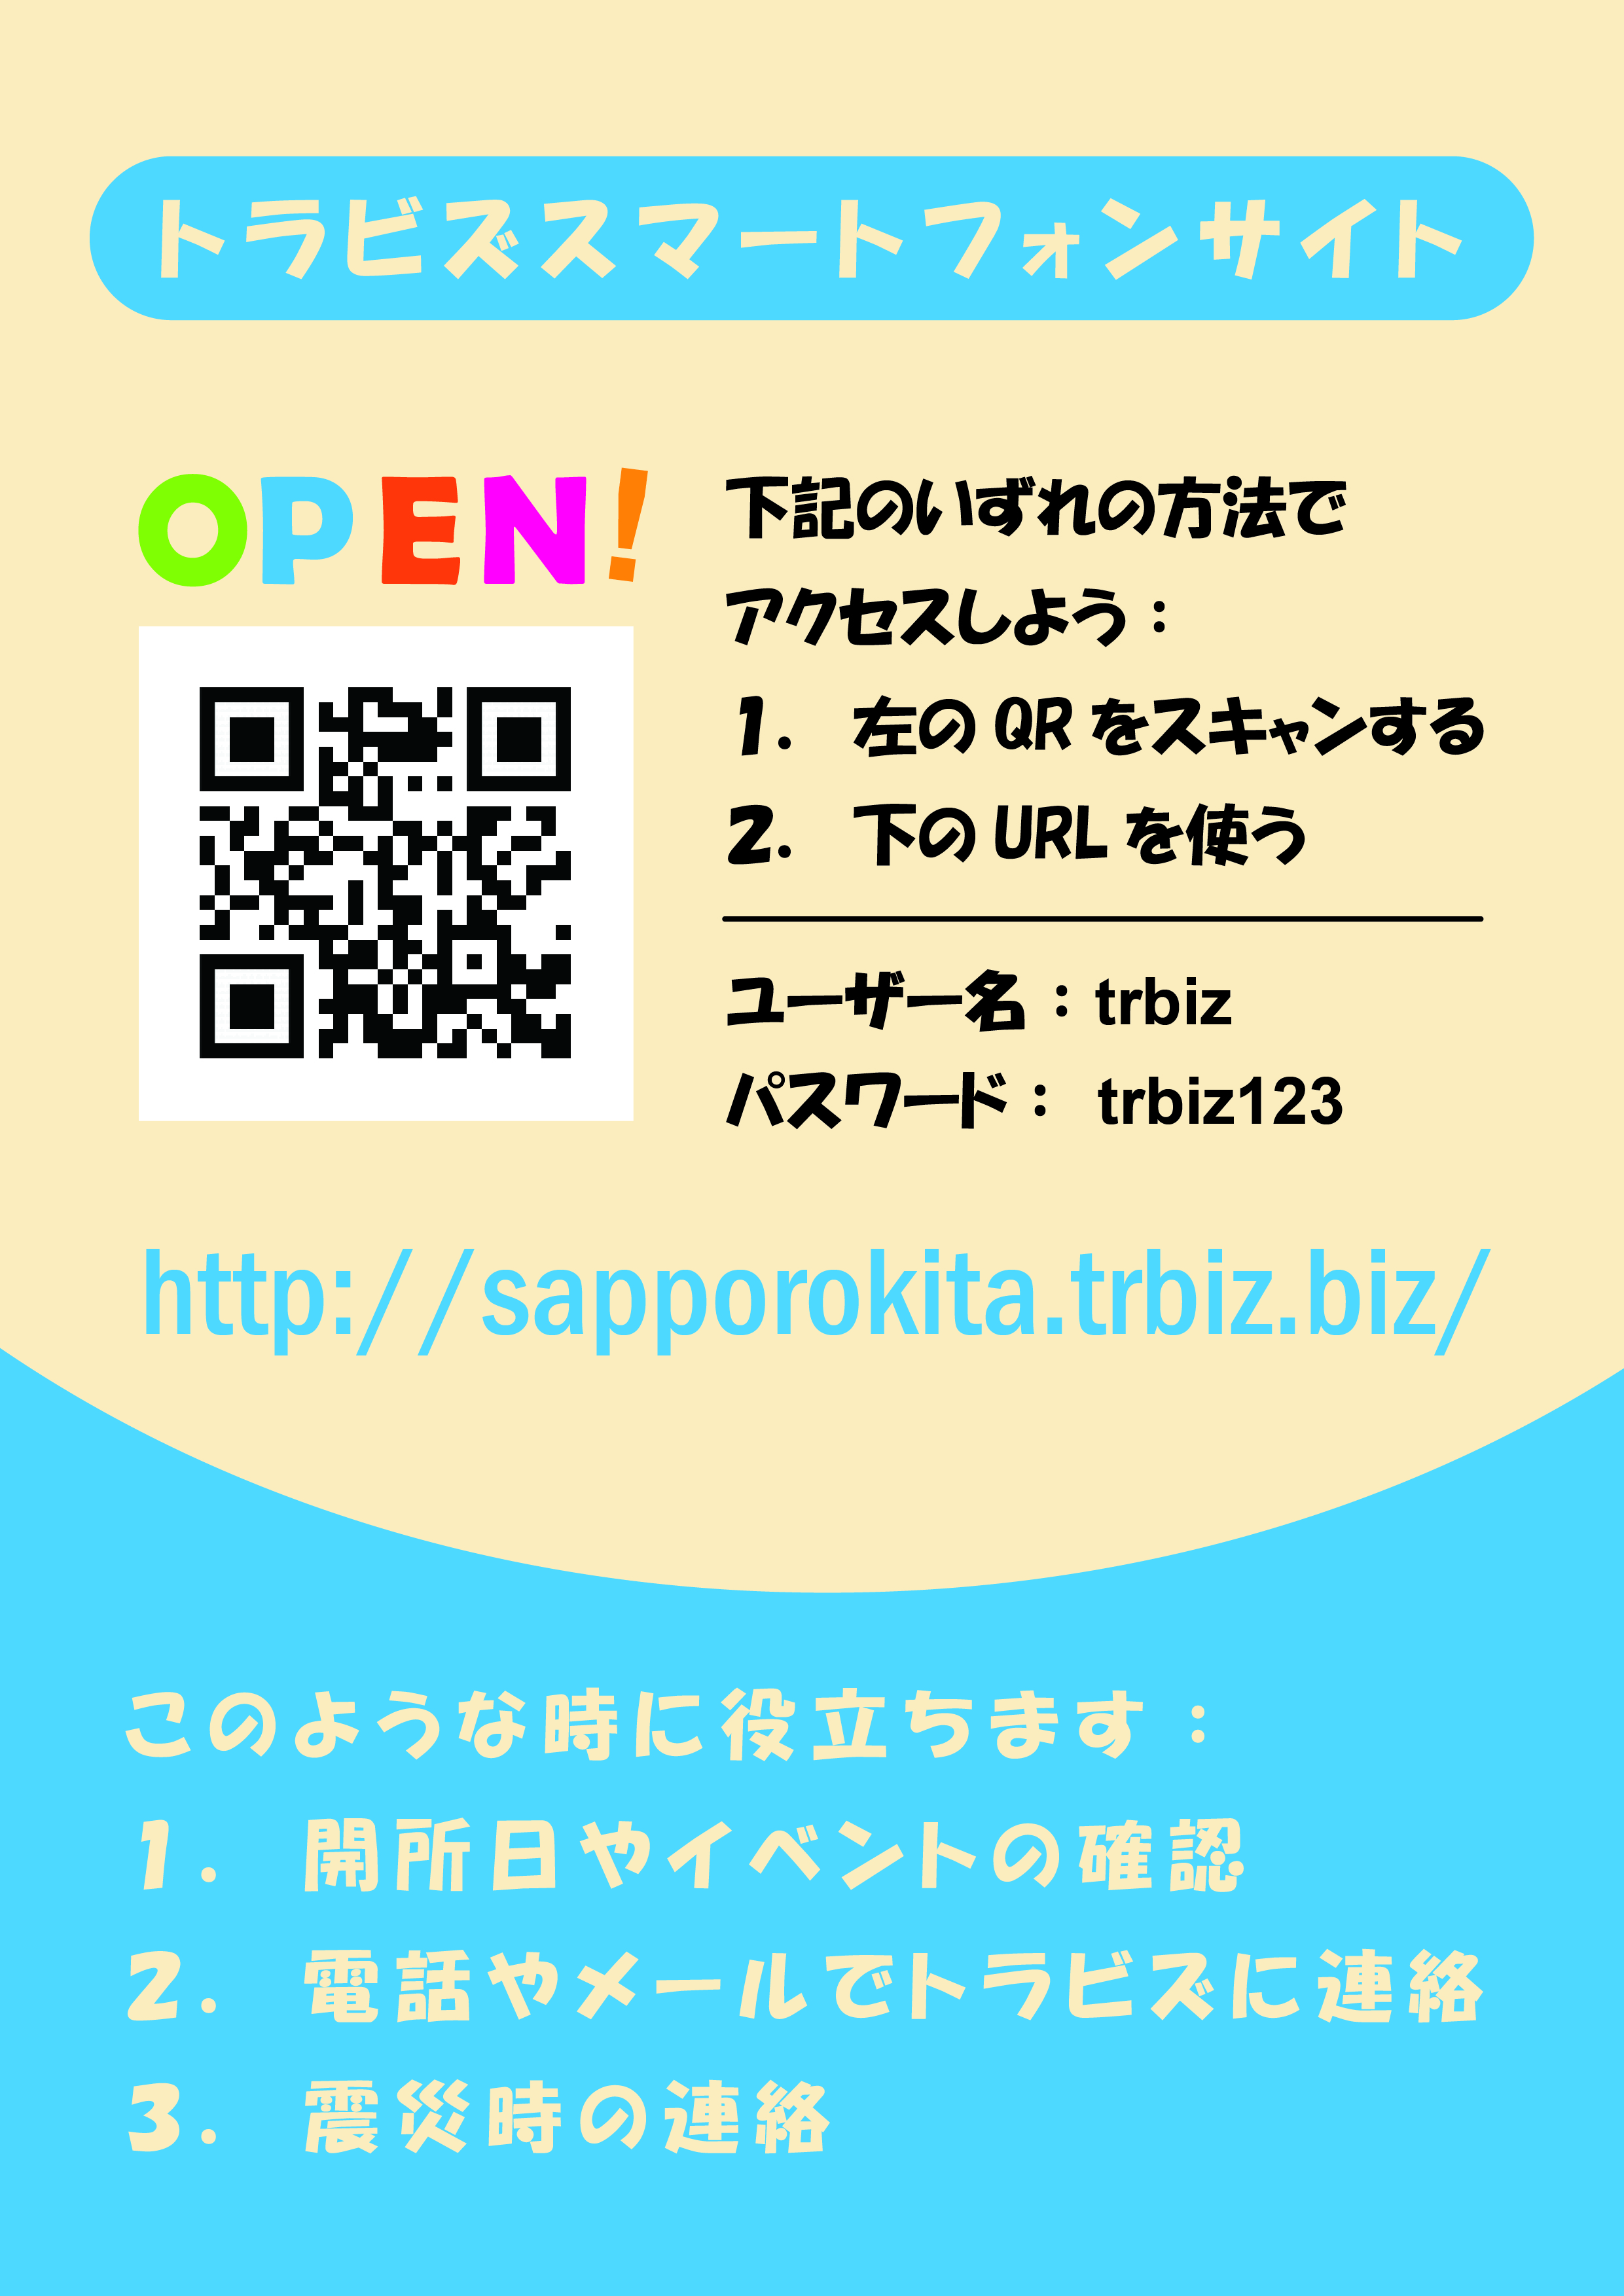 トラビズスマートフォンサイト
OPEN!
下記のいずれの方法で
アクセスしよう：
1. 左の QR をスキャンする
2. 下の URL を使う
ユーザー名：trbiz
パスワード： trbiz123
http://sapporokita.trbiz.biz/
このような時に役立ちます：
1. 開所日やイベントの確認
2. 電話やメールでトラビズに連絡
3. 震災時の連絡